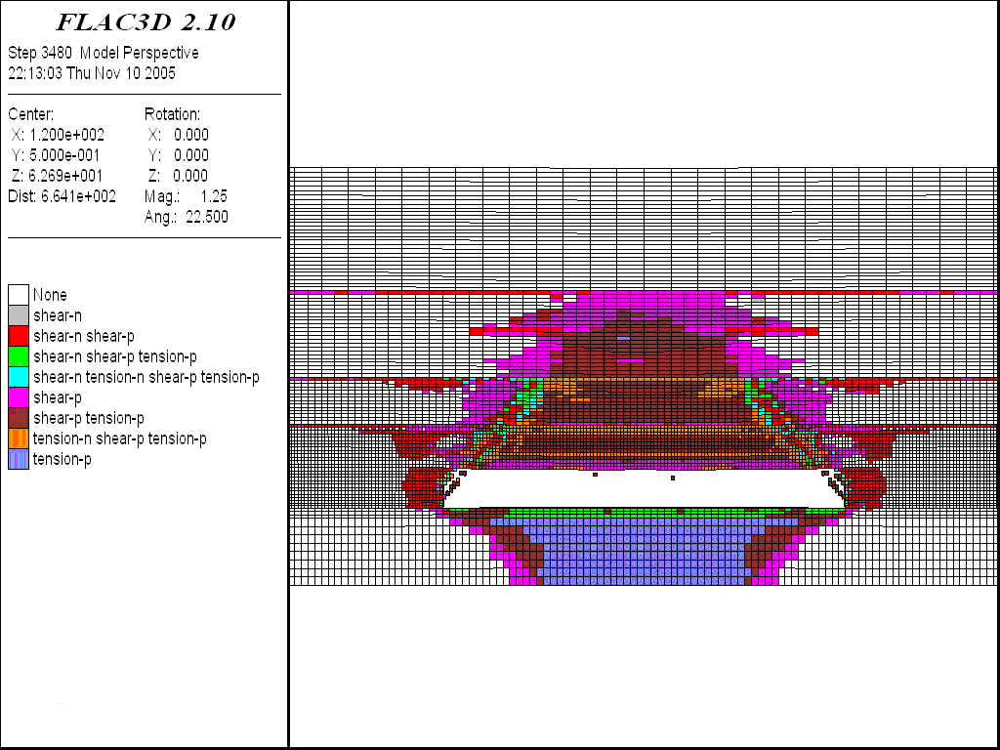 FLAC3D 2.10
Step 3480 Model Perspective
22:13:03 Thu Nov 10 2005
Center: Rotation:
X: 1.200e+002 X: 0.000
Y: 5.000e-001 Y: 0.000
Z: 6.269e+001 Z: 0.000
Dist: 6.641e+002 Mag.: 1.25
Ang.: 22.500
None
shear-n
shear-n shear-p
shear-n shear-p tension-p
shear-n tension-n shear-p tension-p
shear-p
shear-p tension-p
tension-n shear-p tension-p
tension-p